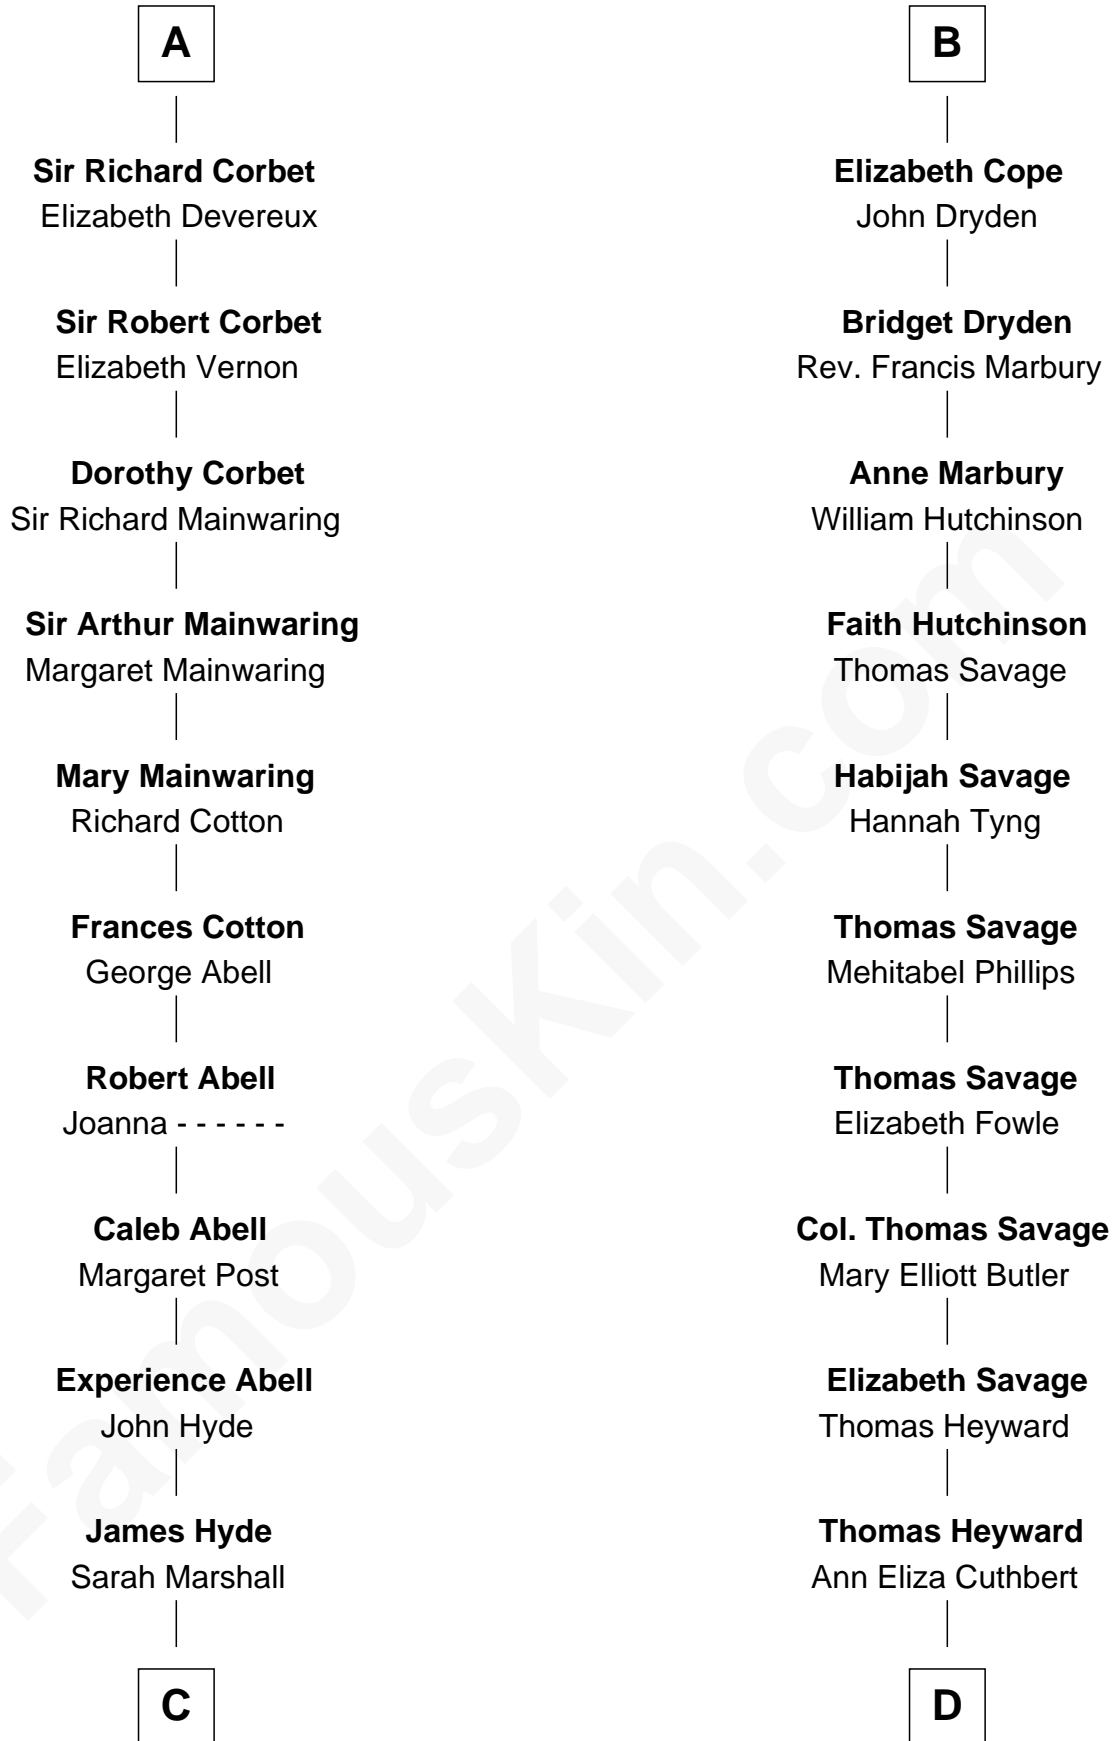 A
Sir Richard Corbet
Elizabeth Devereux
Sir Robert Corbet
Elizabeth Vernon
Dorothy Corbet
Sir Richard Mainwaring
Sir Arthur Mainwaring
Margaret Mainwaring
Mary Mainwaring
Richard Cotton
Frances Cotton
George Abell
Robert Abell
Joanna - - - - - -
Caleb Abell
Margaret Post
Experience Abell
John Hyde
James Hyde
Sarah Marshall
C
B
Elizabeth Cope
John Dryden
Bridget Dryden
Rev. Francis Marbury
Anne Marbury
William Hutchinson
Faith Hutchinson
Thomas Savage
Habijah Savage
Hannah Tyng
Thomas Savage
Mehitabel Phillips
Thomas Savage
Elizabeth Fowle
Col. Thomas Savage
Mary Elliott Butler
Elizabeth Savage
Thomas Heyward
Thomas Heyward
Ann Eliza Cuthbert
D
FamousKin.com